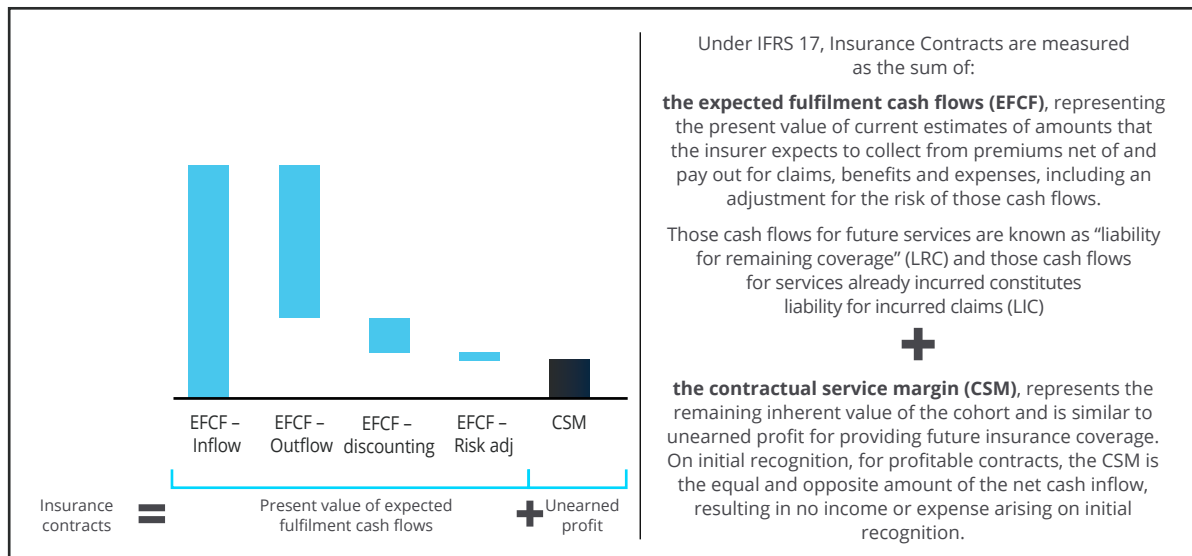 EFCF –
Inflow
EFCF –
Outflow
EFCF –
discounting
EFCF –
Risk adj
CSM
Insurance
contracts
=
Present value of expected
fulfilment cash flows
+
Unearned
profit
Under IFRS 17, Insurance Contracts are measured
as the sum of:
the expected fulfilment cash flows (EFCF), representing
the present value of current estimates of amounts that
the insurer expects to collect from premiums net of and
pay out for claims, benefits and expenses, including an
adjustment for the risk of those cash flows.
Those cash flows for future services are known as “liability
for remaining coverage” (LRC) and those cash flows
for services already incurred constitutes
liability for incurred claims (LIC)
+
the contractual service margin (CSM), represents the
remaining inherent value of the cohort and is similar to
unearned profit for providing future insurance coverage.
On initial recognition, for profitable contracts, the CSM is
the equal and opposite amount of the net cash inflow,
resulting in no income or expense arising on initial
recognition.